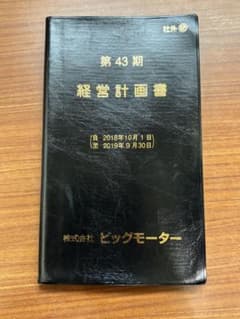 社外㊙
第43期
経営計画書
自 2018年10月1日
至 2019年9月30日
株式会社 ビッグモーター